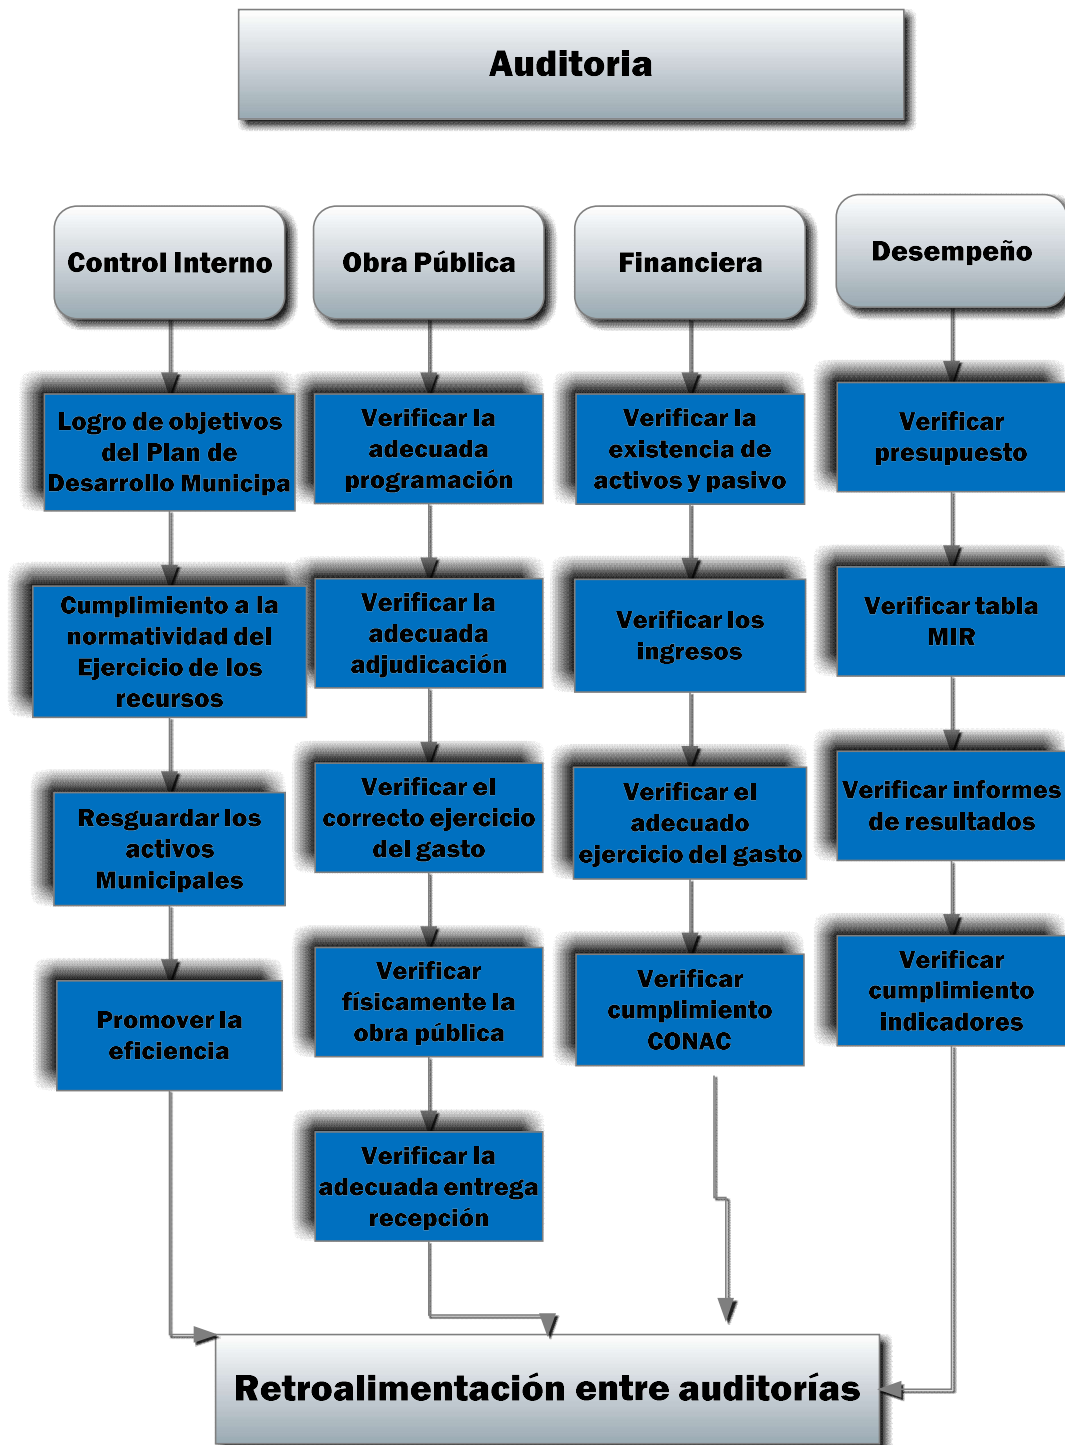 Auditoria
Control Interno
Logro de objetivos
del Plan de
Desarrollo Municipa
Cumplimiento a la
normatividad del
Ejercicio de los
recursos
Resguardar los
activos
Municipales
Promover la
eficiencia
Obra Pública
Verificar la
adecuada
programación
Verificar la
adecuada
adjudicación
Verificar el
correcto ejercicio
del gasto
Verificar
físicamente la
obra pública
Verificar la
adecuada entrega
recepción
Financiera
Verificar la
existencia de
activos y pasivo
Verificar los
ingresos
Verificar el
adecuado
ejercicio del gasto
Verificar
cumplimiento
CONAC
Desempeño
Verificar
presupuesto
Verificar tabla
MIR
Verificar informes
de resultados
Verificar
cumplimiento
indicadores
Retroalimentación entre auditorías